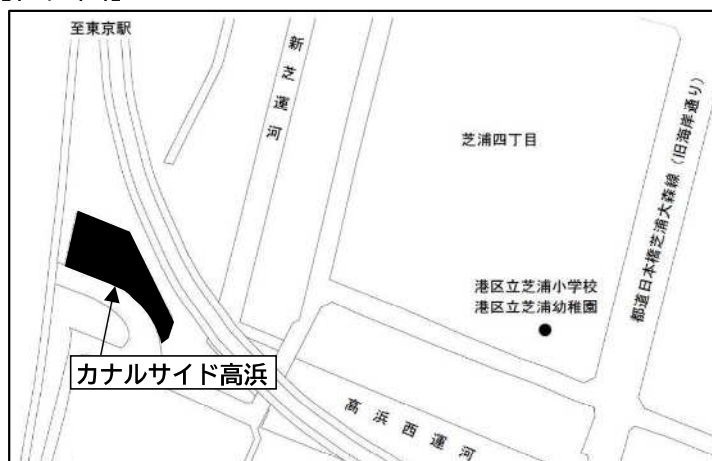 至東京駅
新芝運河
芝浦四丁目
都道日本橋芝浦大森線（旧海岸通り）
港区立芝浦小学校
港区立芝浦幼稚園
カナルサイド高浜
高浜西運河